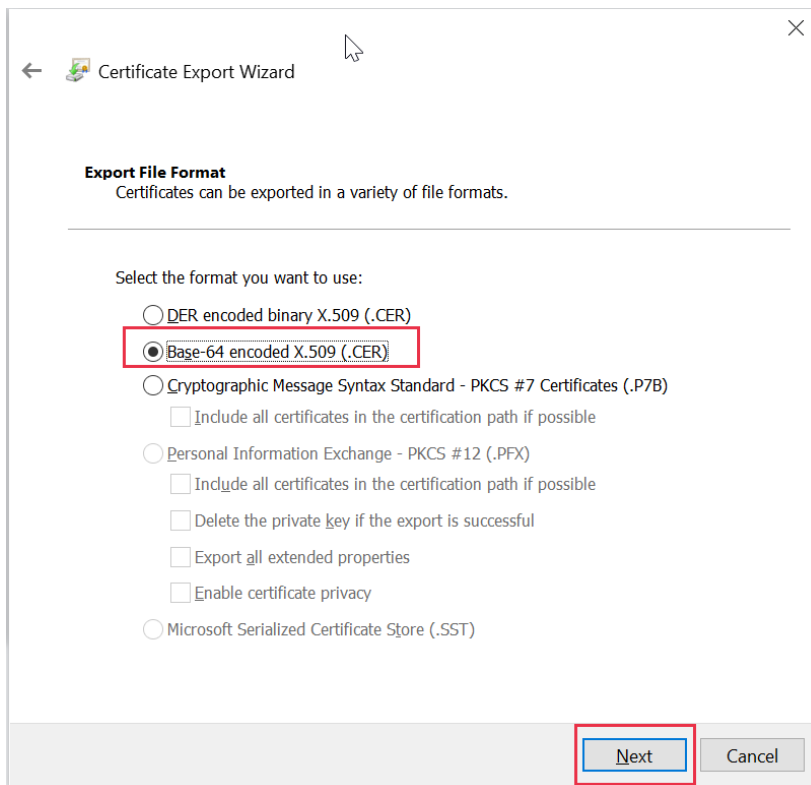 Certificate Export Wizard
Export File Format
Certificates can be exported in a variety of file formats.
Select the format you want to use:
DER encoded binary X.509 (.CER)
Base-64 encoded X.509 (.CER)
Cryptographic Message Syntax Standard - PKCS #7 Certificates (.P7B)
Include all certificates in the certification path if possible
Personal Information Exchange - PKCS #12 (.PFX)
Include all certificates in the certification path if possible
Delete the private key if the export is successful
Export all extended properties
Enable certificate privacy
Microsoft Serialized Certificate Store (.SST)
Next Cancel